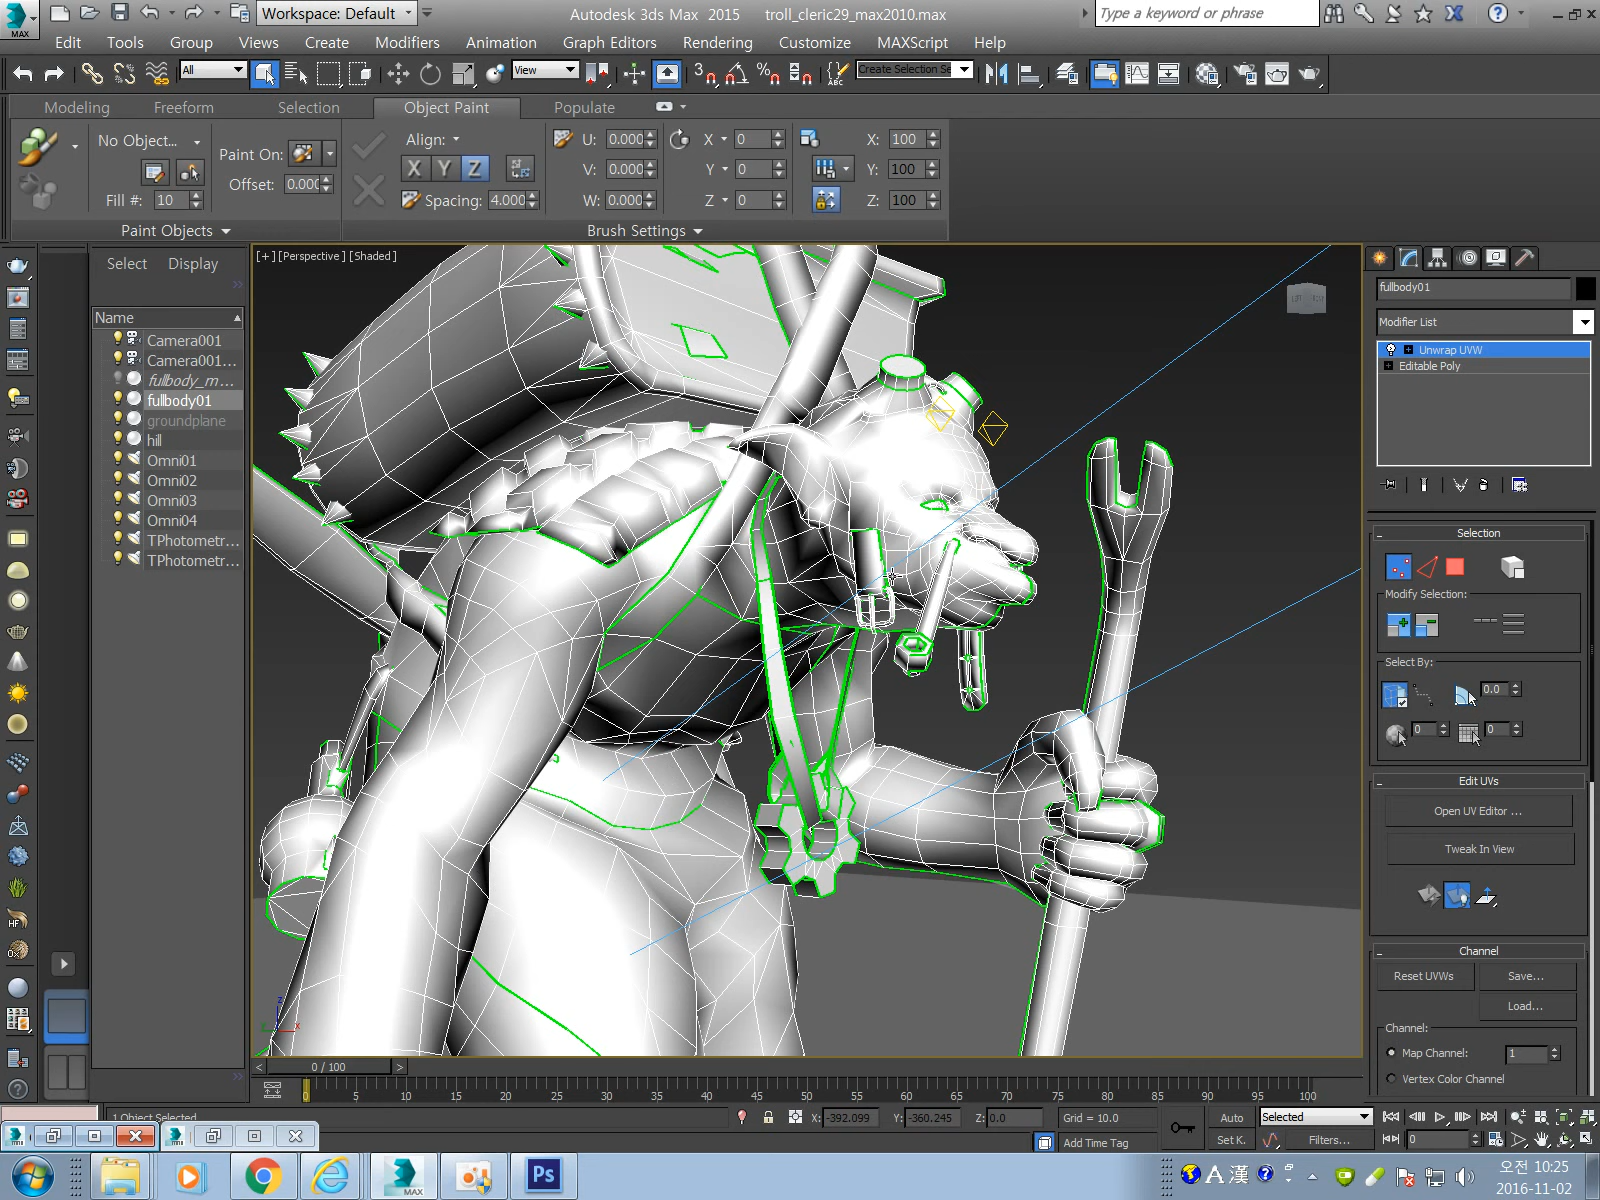 Workspace: Default
Autodesk 3ds Max 2015 troll_cleric29_max2010.max
Type a keyword or phrase
MAX
Edit Tools Group Views Create Modifiers Animation Graph Editors Rendering Customize MAXScript Help
All
View
3
%
ABC
Create Selection Se
Modeling Freeform Selection Object Paint Populate
No Object...
Paint On:
Offset: 0.000
Fill #: 10
Align:
X Y Z
Spacing: 4.000
U: 0.000
V: 0.000
W: 0.000
X 0
Y 0
Z 0
X: 100
Y: 100
Z: 100
Paint Objects
Brush Settings
Select Display
Name
Camera001
Camera001...
fullbody_m...
fullbody01
groundplane
hill
Omni01
Omni02
Omni03
Omni04
TPhotometr...
TPhotometr...
[+][Perspective][Shaded]
z
x
fullbody01
Modifier List
Unwrap UVW
Editable Poly
Selection
Modify Selection:
Select By:
0.0
0
0
Edit UVs
Open UV Editor ...
Tweak In View
Channel
Reset UVWs Save...
Load...
Channel:
Map Channel: 1
Vertex Color Channel
HF
0 / 100
0 5 10 15 20 25 30 35 40 45 50 55 60 65 70 75 80 85 90 95 100
1 Object Selected
X: -392.099 Y: -360.245 Z: 0.0
Grid = 10.0
Add Time Tag
Auto Selected
Set K. Filters...
0
MAX
Ps
A 漢
오전 10:25
2016-11-02